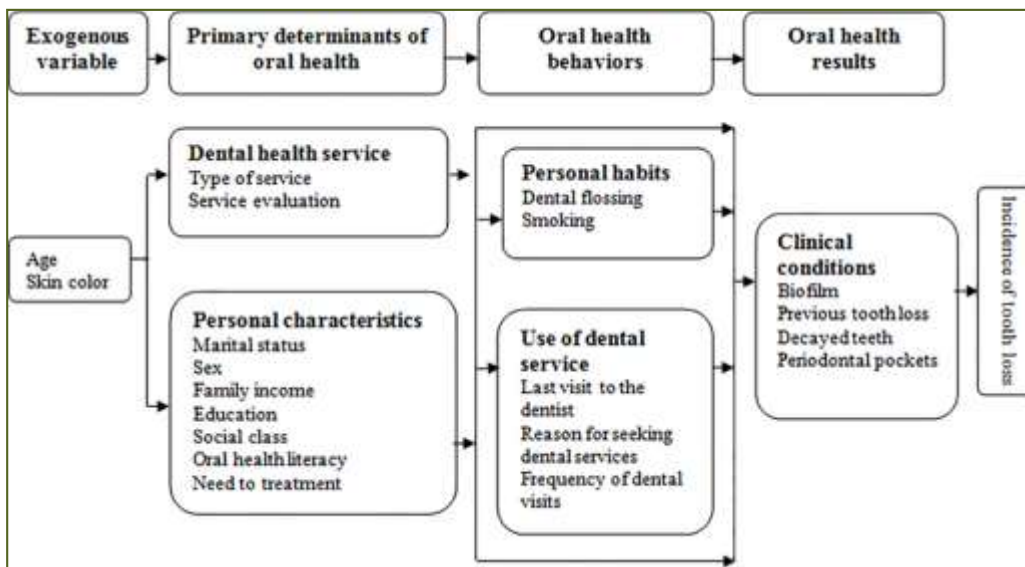 Exogenous
variable
Primary determinants of
oral health
Oral health
behaviors
Oral health
results
Age
Skin color
Dental health service
Type of service
Service evaluation
Personal characteristics
Marital status
Sex
Family income
Education
Social class
Oral health literacy
Need to treatment
Personal habits
Dental flossing
Smoking
Use of dental
service
Last visit to the
dentist
Reason for seeking
dental services
Frequency of dental
visits
Clinical
conditions
Biofilm
Previous tooth loss
Decayed teeth
Periodontal pockets
Incidence of tooth loss